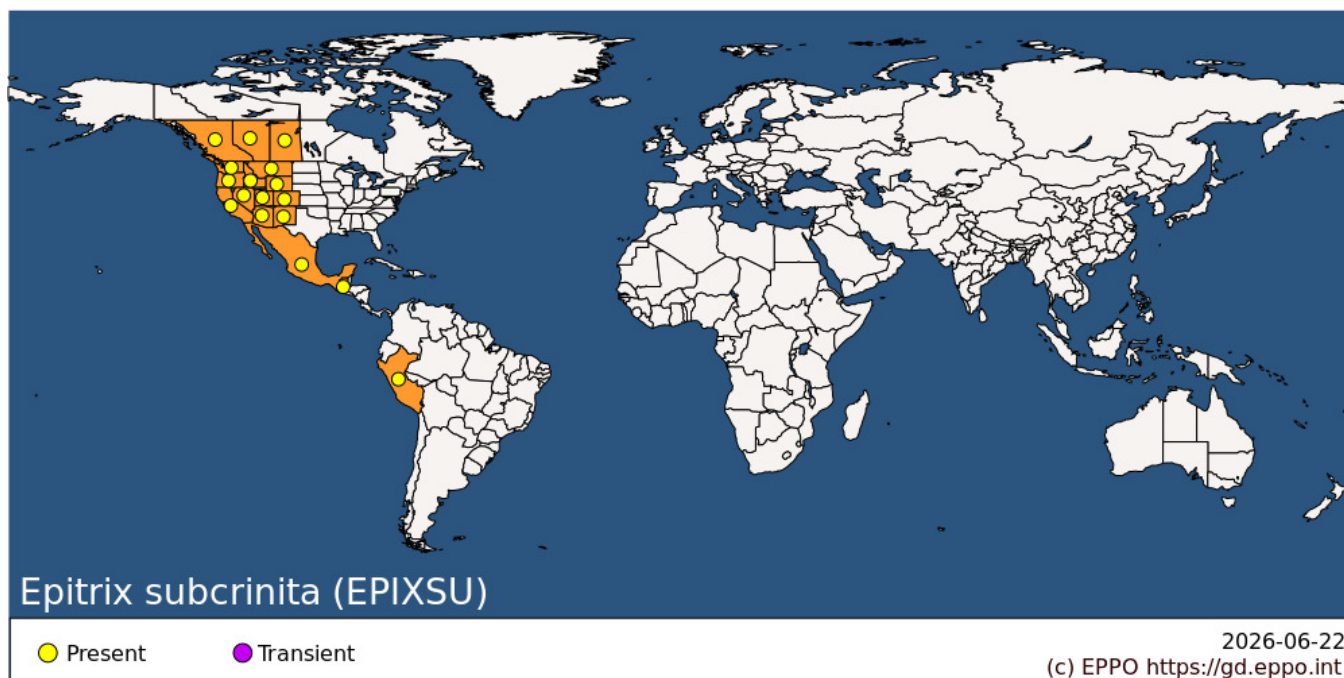 Epitrix subcrinita (EPIXSU)
Present
Transient
2026-06-22
(c) EPPO https://gd.eppo.int